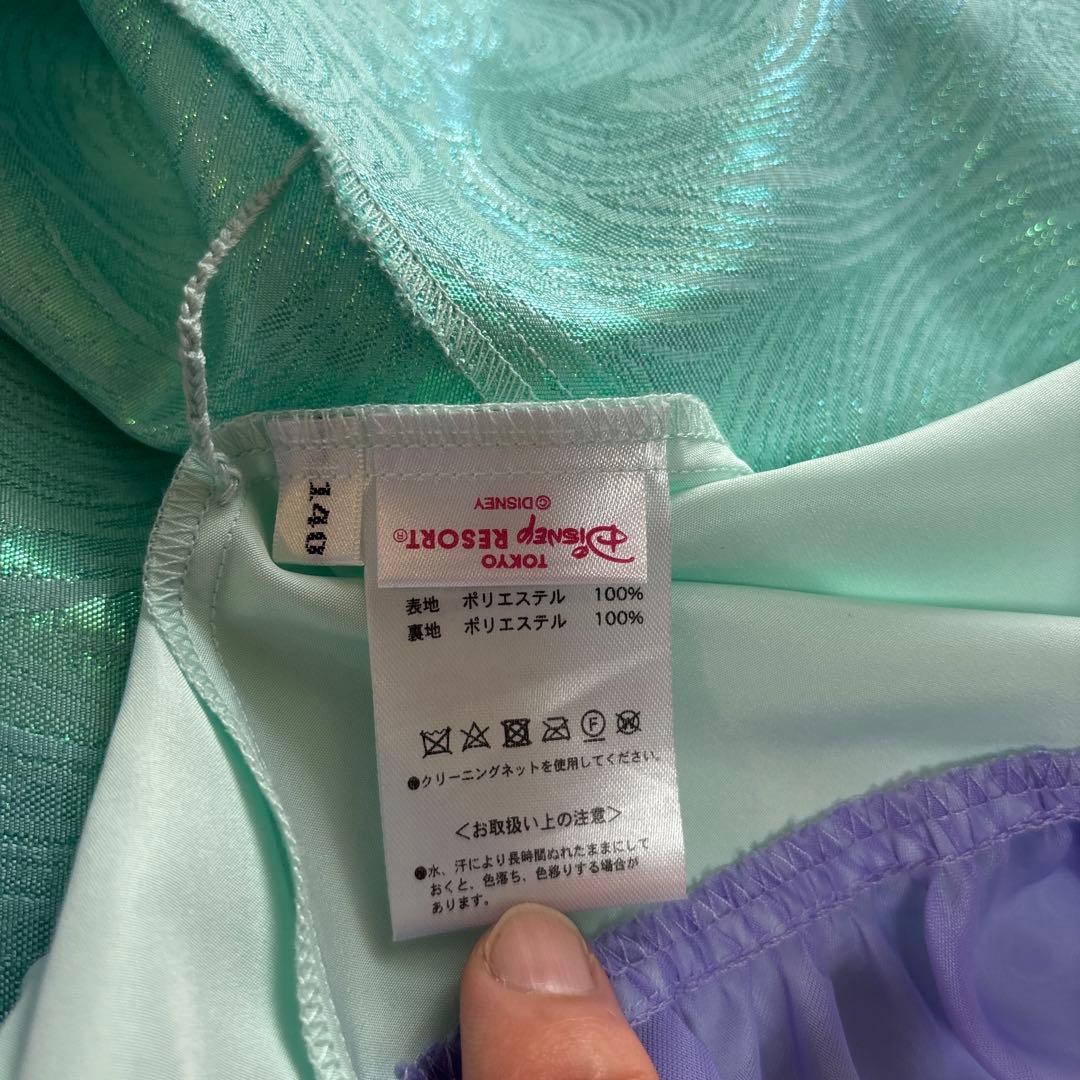 140
© DISNEY
TOKYO
DISNEY RESORT®
表地 ポリエステル 100%
裏地 ポリエステル 100%
F
W
●クリーニングネットを使用してください。
＜お取扱い上の注意＞
●水、汗により長時間ぬれたままにして
おくと、色落ち、色移りする場合が
あります。